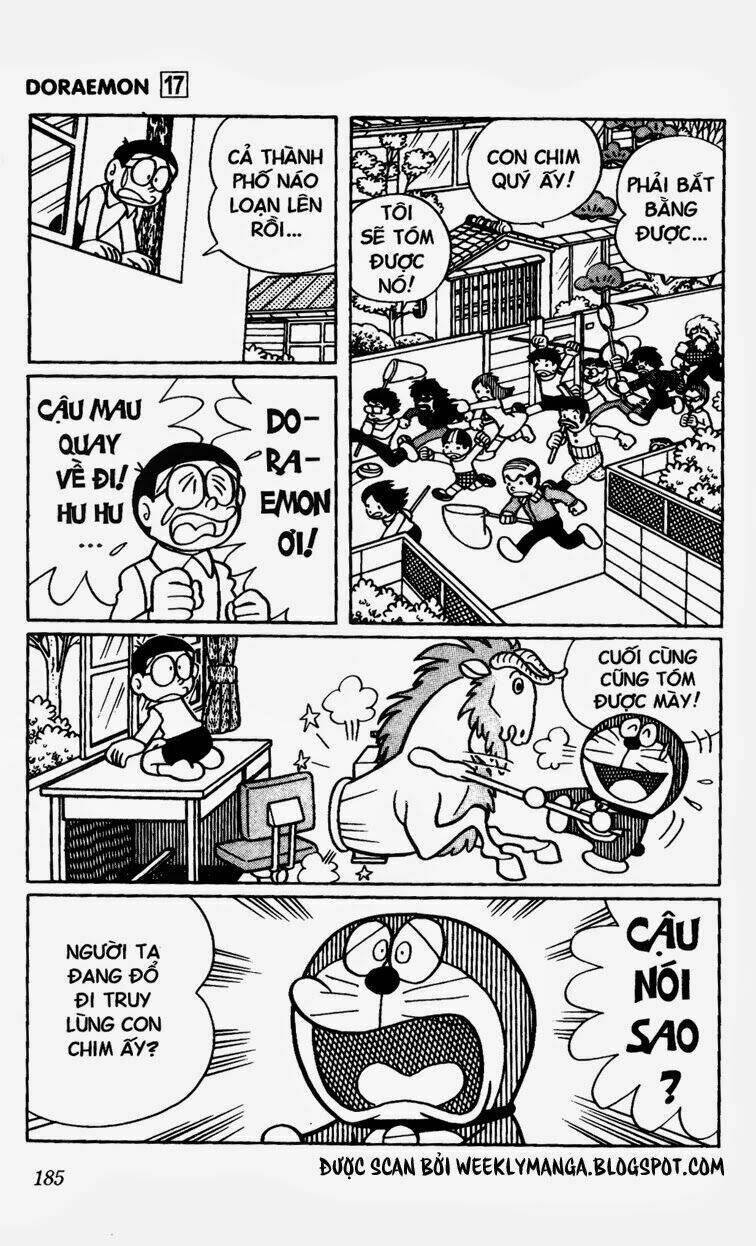 DORAEMON 17
CẢ THÀNH
PHỐ NÁO
LOẠN LÊN
RỒI...
TÔI
SẼ TÓM
ĐƯỢC
NÓ!
CON CHIM
QUÝ ẤY!
PHẢI BẮT
BẰNG
ĐƯỢC...
CẬU MAU
QUAY
VỀ ĐI!
HU HU
...
DO-
RA-
EMON
ƠI!
CUỐI CÙNG
CŨNG TÓM
ĐƯỢC MÀY!
NGƯỜI TA
ĐANG ĐỔ
ĐI TRUY
LÙNG CON
CHIM ẤY?
CẬU
NÓI
SAO
?
185
ĐƯỢC SCAN BỞI WEEKLYMANGA.BLOGSPOT.COM